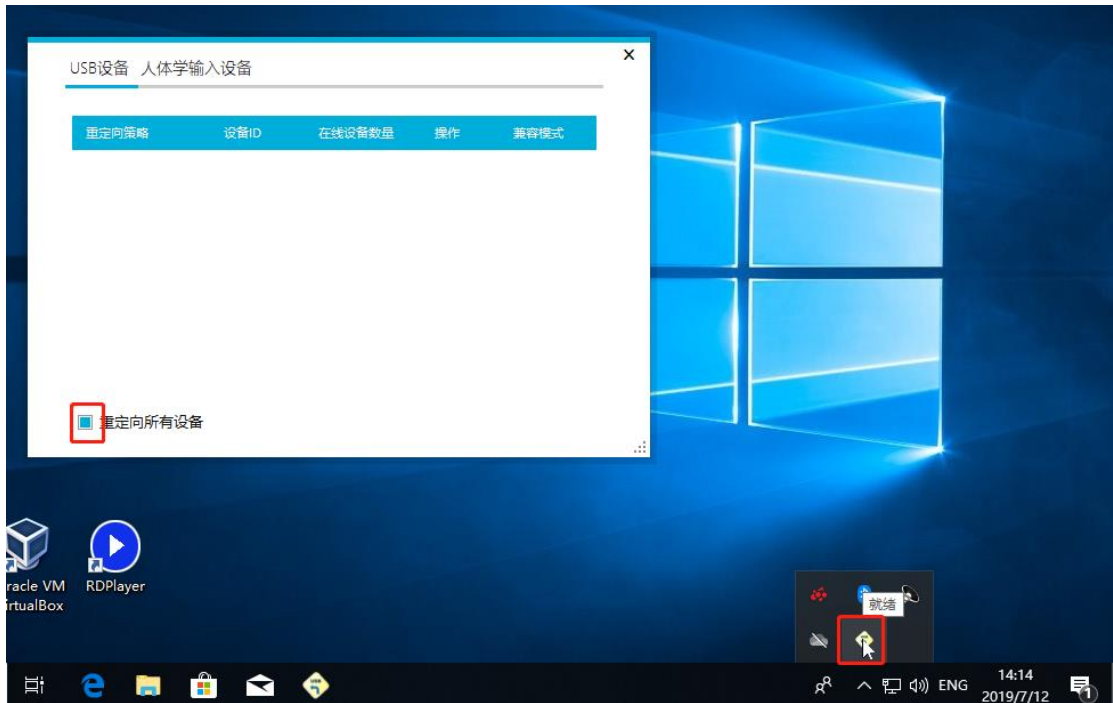 USB设备 人体学输入设备
重定向策略 设备ID 在线设备数量 操作 兼容模式
重定向所有设备
racle VM
irtualBox
RDPlayer
就绪
ENG
14:14
2019/7/12
1